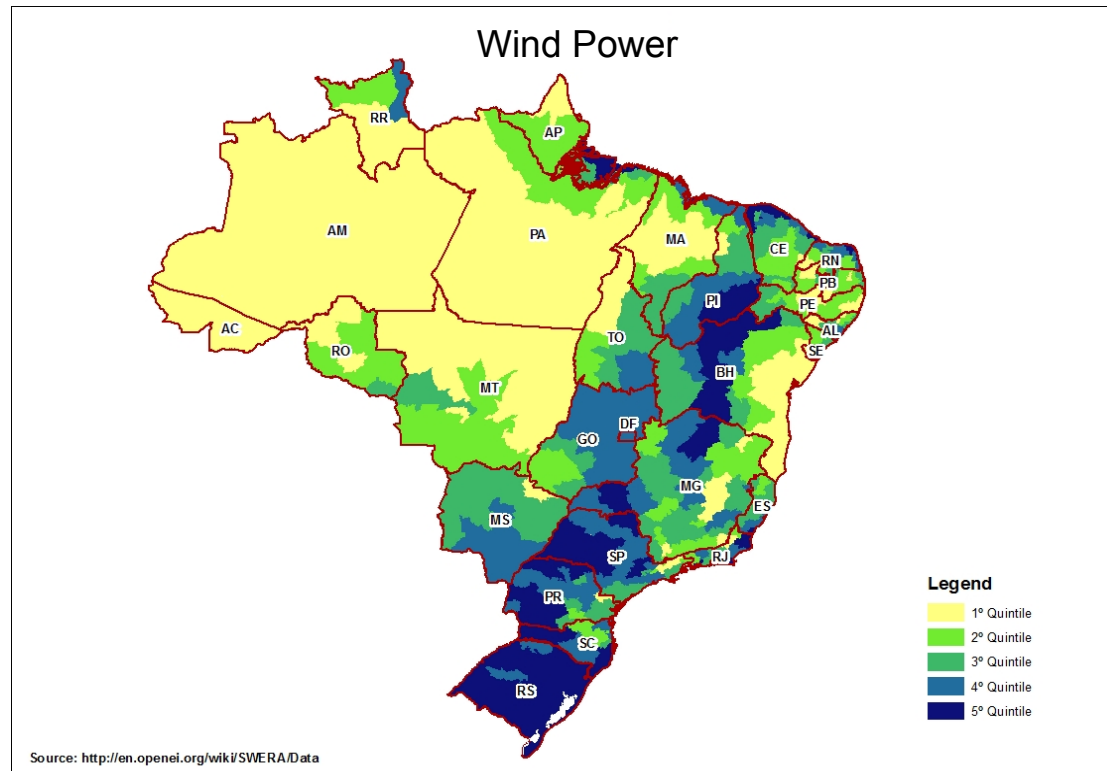 Wind Power
RR
AP
AM
PA
MA
CE
RN
PB
PI
PE
AC
TO
AL
RO
SE
BH
MT
DF
GO
MG
ES
MS
SP
RJ
PR
SC
RS
Legend
1º Quintile
2º Quintile
3º Quintile
4º Quintile
5º Quintile
Source: http://en.openei.org/wiki/SWERA/Data